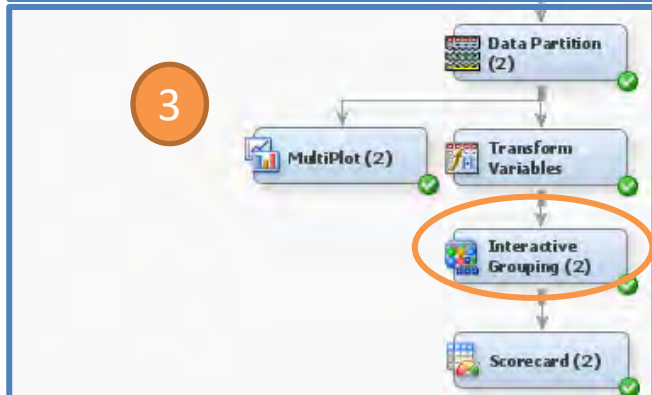 Data Partition
(2)
3
MultiPlot (2)
Transform
Variables
Interactive
Grouping (2)
Scorecard (2)